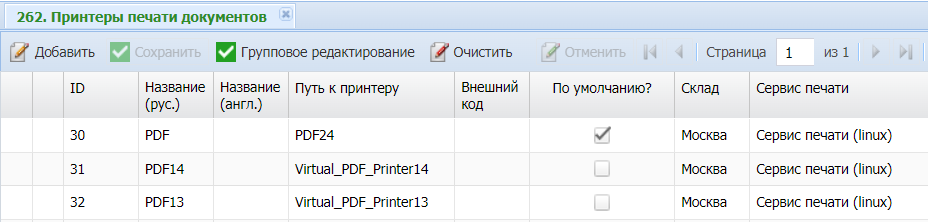 262. Принтеры печати документов
Добавить Сохранить Групповое редактирование Очистить Отменить Страница 1 из 1
ID Название (рус.) Название (англ.) Путь к принтеру Внешний код По умолчанию? Склад Сервис печати
30 PDF PDF24 Москва Сервис печати (linux)
31 PDF14 Virtual_PDF_Printer14 Москва Сервис печати (linux)
32 PDF13 Virtual_PDF_Printer13 Москва Сервис печати (linux)